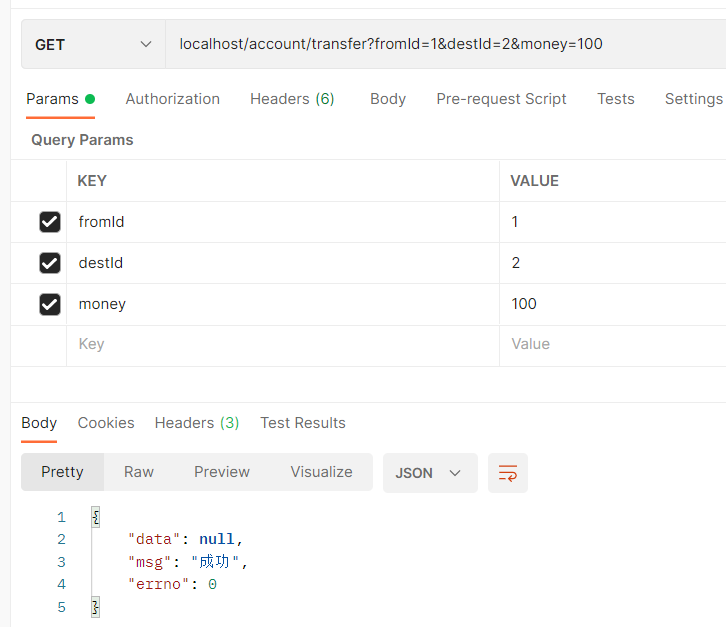 GET localhost/account/transfer?fromId=1&destId=2&money=100
Params Authorization Headers (6) Body Pre-request Script Tests Settings
Query Params
KEY VALUE
fromId 1
destId 2
money 100
Key Value
Body Cookies Headers (3) Test Results
Pretty Raw Preview Visualize JSON
1 {
2 "data": null,
3 "msg": "成功",
4 "errno": 0
5 }